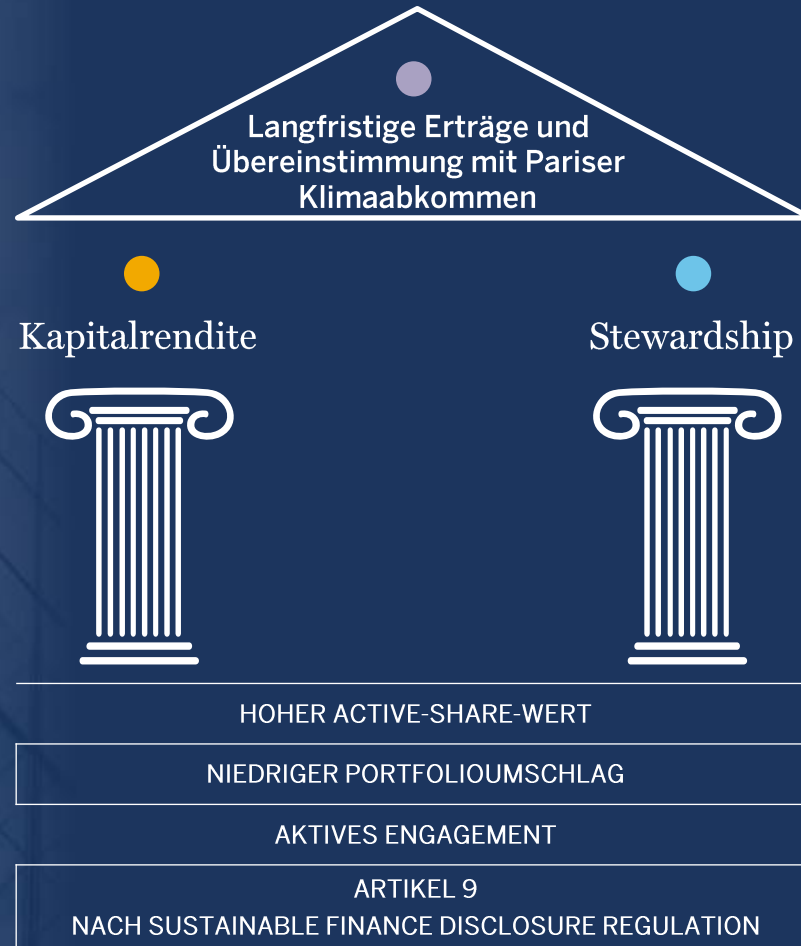 Langfristige Erträge und
Übereinstimmung mit Pariser
Klimaabkommen
Kapitalrendite
Stewardship
HOHER ACTIVE-SHARE-WERT
NIEDRIGER PORTFOLIOUMSCHLAG
AKTIVES ENGAGEMENT
ARTIKEL 9
NACH SUSTAINABLE FINANCE DISCLOSURE REGULATION